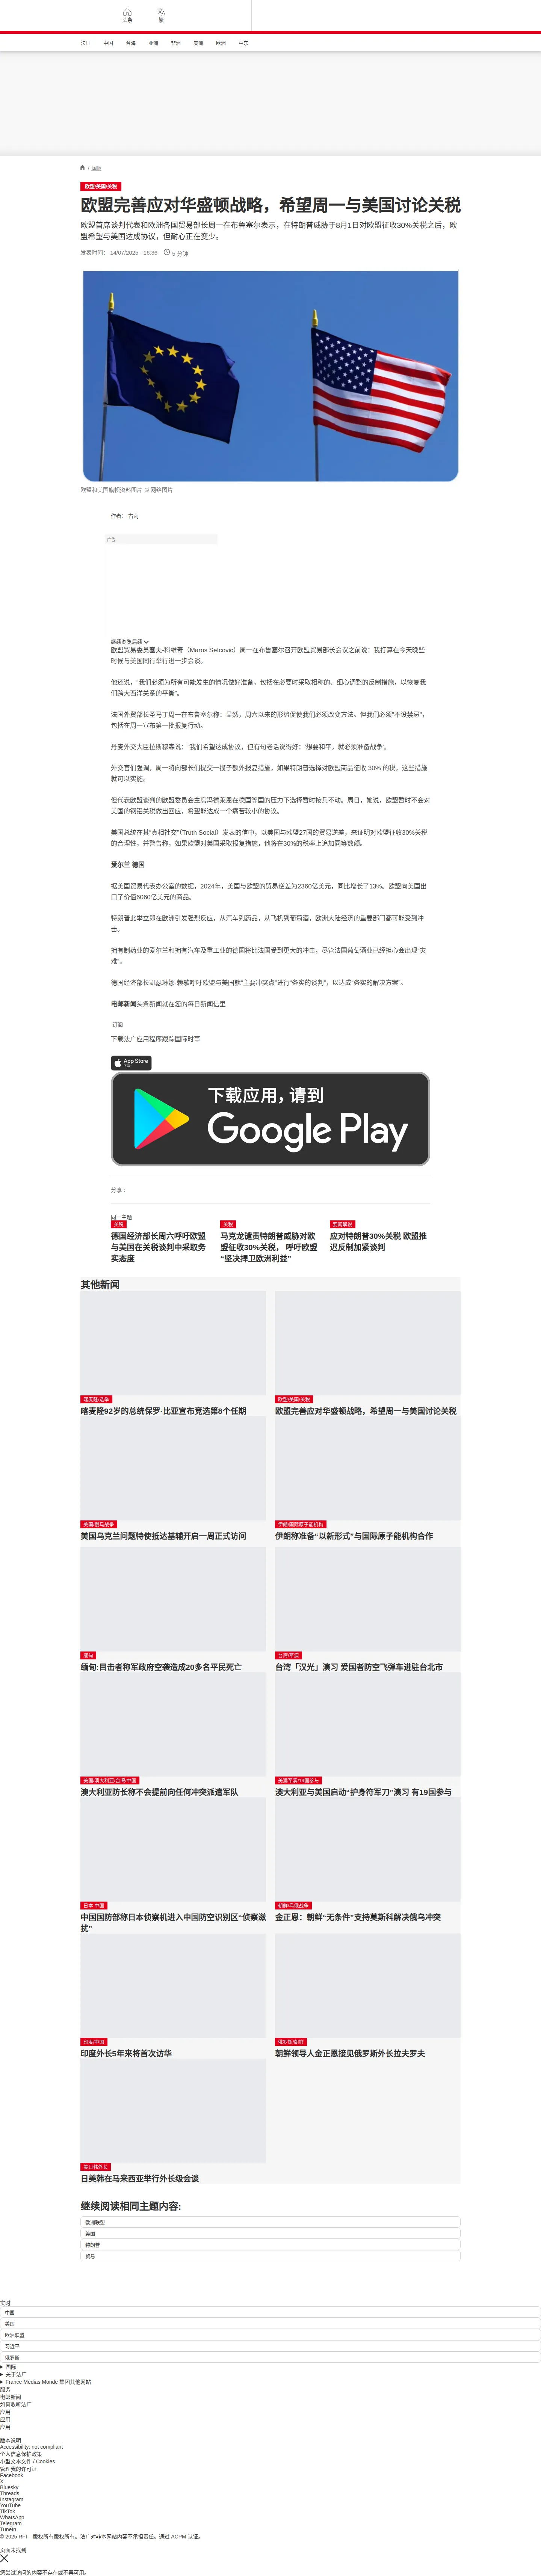 头条
繁
法国
中国
台海
亚洲
非洲
美洲
欧洲
中东
/ 国际
欧盟/美国/关税
欧盟完善应对华盛顿战略，希望周一与美国讨论关税
欧盟首席谈判代表和欧洲各国贸易部长周一在布鲁塞尔表示，在特朗普威胁于8月1日对欧盟征收30%关税之后，欧
盟希望与美国达成协议，但耐心正在变少。
发表时间： 14/07/2025 - 16:36
5 分钟
欧盟和美国旗帜资料图片 © 网络图片
作者： 古莉
广告
继续浏览后续
欧盟贸易委员塞夫-科维奇（Maros Sefcovic）周一在布鲁塞尔召开欧盟贸易部长会议之前说：我打算在今天晚些
时候与美国同行举行进一步会谈。
他还说，“我们必须为所有可能发生的情况做好准备，包括在必要时采取相称的、细心调整的反制措施，以恢复我
们跨大西洋关系的平衡”。
法国外贸部长圣马丁周一在布鲁塞尔称：显然，周六以来的形势促使我们必须改变方法。但我们必须“不设禁忌”，
包括在周一宣布第一批报复行动。
丹麦外交大臣拉斯穆森说：“我们希望达成协议，但有句老话说得好：‘想要和平，就必须准备战争’。
外交官们强调，周一将向部长们提交一揽子额外报复措施，如果特朗普选择对欧盟商品征收 30% 的税，这些措施
就可以实施。
但代表欧盟谈判的欧盟委员会主席冯德莱恩在德国等国的压力下选择暂时按兵不动。周日，她说，欧盟暂时不会对
美国的钢铝关税做出回应，希望能达成一个痛苦较小的协议。
美国总统在其“真相社交”（Truth Social）发表的信中，以美国与欧盟27国的贸易逆差，来证明对欧盟征收30%关税
的合理性，并警告称，如果欧盟对美国采取报复措施，他将在30%的税率上追加同等数额。
爱尔兰 德国
据美国贸易代表办公室的数据，2024年，美国与欧盟的贸易逆差为2360亿美元，同比增长了13%。欧盟向美国出
口了价值6060亿美元的商品。
特朗普此举立即在欧洲引发强烈反应，从汽车到药品，从飞机到葡萄酒，欧洲大陆经济的重要部门都可能受到冲
击。
拥有制药业的爱尔兰和拥有汽车及重工业的德国将比法国受到更大的冲击，尽管法国葡萄酒业已经担心会出现“灾
难”。
德国经济部长凯瑟琳娜·赖歇呼吁欧盟与美国就“主要冲突点”进行“务实的谈判”，以达成“务实的解决方案”。
电邮新闻头条新闻就在您的每日新闻信里
订阅
下载法广应用程序跟踪国际时事
App Store
下载
下载应用，请到
Google Play
分享 :
同一主题
关税
德国经济部长周六呼吁欧盟
与美国在关税谈判中采取务
实态度
关税
马克龙谴责特朗普威胁对欧
盟征收30%关税， 呼吁欧盟
“坚决捍卫欧洲利益”
要闻解说
应对特朗普30%关税 欧盟推
迟反制加紧谈判
其他新闻
喀麦隆/选举
喀麦隆92岁的总统保罗·比亚宣布竞选第8个任期
欧盟/美国/关税
欧盟完善应对华盛顿战略，希望周一与美国讨论关税
美国/俄乌战争
美国乌克兰问题特使抵达基辅开启一周正式访问
伊朗/国际原子能机构
伊朗称准备“以新形式”与国际原子能机构合作
缅甸
缅甸:目击者称军政府空袭造成20多名平民死亡
台湾/军演
台湾「汉光」演习 爱国者防空飞弹车进驻台北市
美国/澳大利亚/台湾/中国
澳大利亚防长称不会提前向任何冲突派遣军队
美澳军演/19国参与
澳大利亚与美国启动“护身符军刀”演习 有19国参与
日本 中国
中国国防部称日本侦察机进入中国防空识别区“侦察滋
扰”
朝鲜/乌俄战争
金正恩：朝鲜“无条件”支持莫斯科解决俄乌冲突
印度/中国
印度外长5年来将首次访华
俄罗斯/朝鲜
朝鲜领导人金正恩接见俄罗斯外长拉夫罗夫
美日韩外长
日美韩在马来西亚举行外长级会谈
继续阅读相同主题内容:
欧洲联盟
美国
特朗普
贸易
实时
中国
美国
欧洲联盟
习近平
俄罗斯
国际
关于法广
France Médias Monde 集团其他网站
服务
电邮新闻
如何收听法广
应用
应用
应用
版本说明
Accessibility: not compliant
个人信息保护政策
小型文本文件 / Cookies
管理我的许可证
Facebook
X
Bluesky
Threads
Instagram
YouTube
TikTok
WhatsApp
Telegram
TuneIn
© 2025 RFI – 版权所有版权所有。法广对非本网站内容不承担责任。通过 ACPM 认证。
页面未找到
您尝试访问的内容不存在或不再可用。